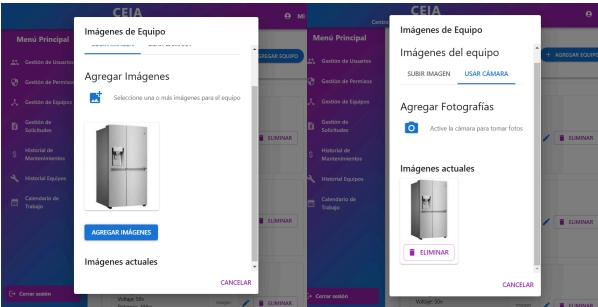 CEIA
Mi
Menú Principal
Gestión de Usuarios
Gestión de Permisos
Gestión de Equipos
Gestión de
Solicitudes
Historial de
Mantenimientos
Historial Equipos
Calendario de
Trabajo
Cerrar sesión
AGREGAR EQUIPO
ELIMINAR
ELIMINAR
Imágenes de Equipo
Agregar Imágenes
Seleccione una o más imágenes para el equipo
AGREGAR IMÁGENES
Imágenes actuales
CANCELAR
Voltaje: 50v
CEIA
Centro
Menú Principal
Gestión de Usuarios
Gestión de Permisos
Gestión de Equipos
Gestión de
Solicitudes
Historial de
Mantenimientos
Historial Equipos
Calendario de
Trabajo
Cerrar sesión
+ AGREGAR EQUIPO
ELIMINAR
ELIMINAR
ELIMINAR
Imágenes de Equipo
Imágenes del equipo
SUBIR IMAGEN
USAR CÁMARA
Agregar Fotografías
Active la cámara para tomar fotos
Imágenes actuales
ELIMINAR
CANCELAR
Voltaje: 50v
ELIMINAR